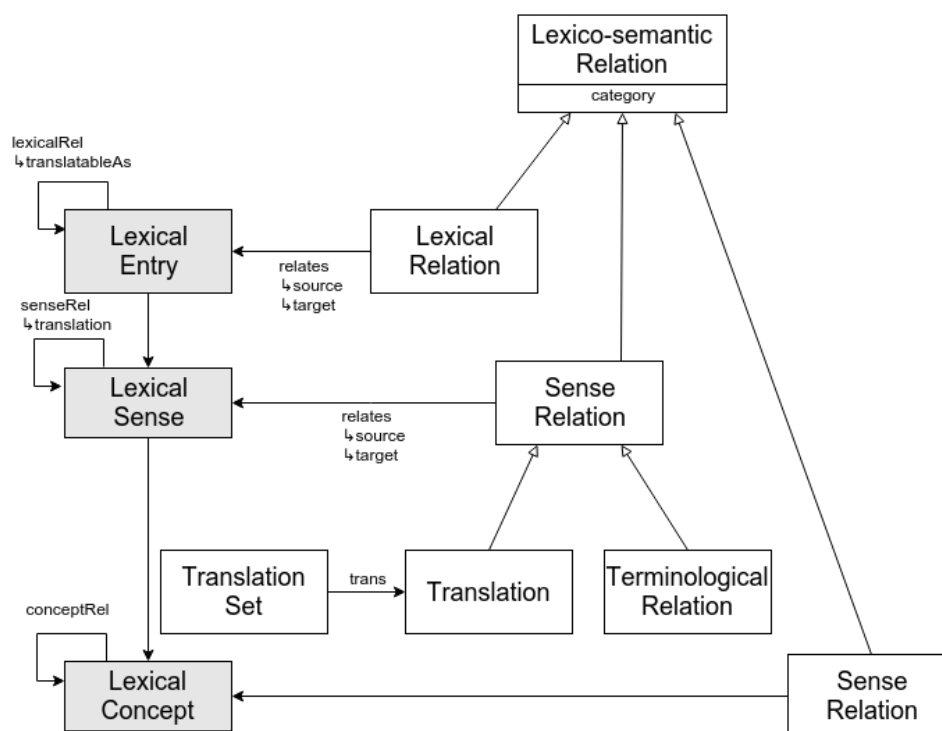 Lexico-semantic
Relation
category
lexicalRel
↳translatableAs
Lexical
Entry
Lexical
Relation
relates
↳source
↳target
senseRel
↳translation
Lexical
Sense
Sense
Relation
relates
↳source
↳target
Translation
Set
trans
Translation
Terminological
Relation
conceptRel
Lexical
Concept
Sense
Relation